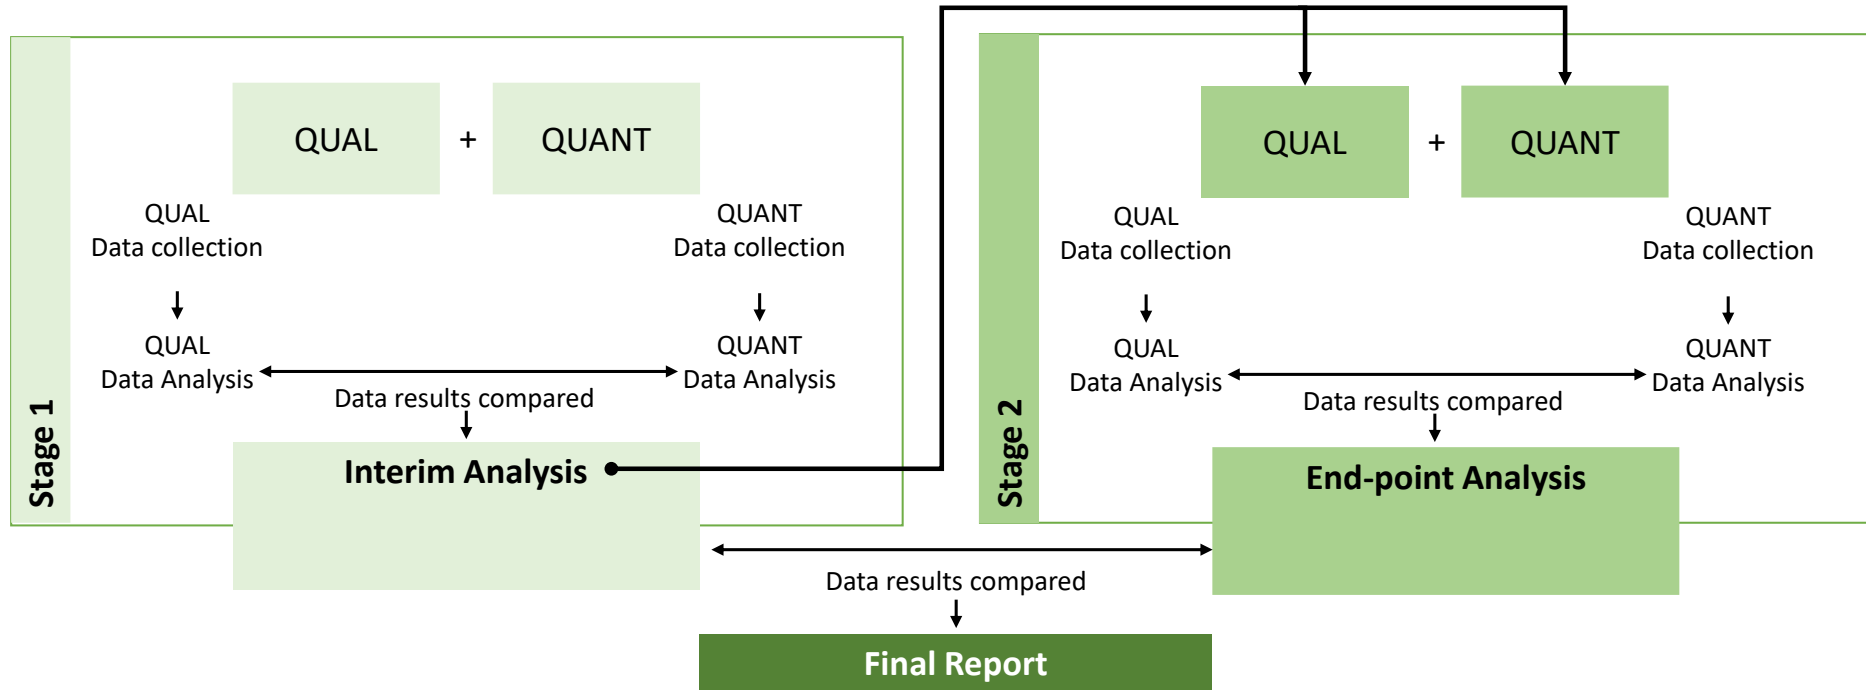 Stage 1
QUAL
+
QUANT
QUAL
Data collection
QUANT
Data collection
QUAL
Data Analysis
QUANT
Data Analysis
Data results compared
Interim Analysis
Stage 2
QUAL
+
QUANT
QUAL
Data collection
QUANT
Data collection
QUAL
Data Analysis
QUANT
Data Analysis
Data results compared
End-point Analysis
Data results compared
Final Report